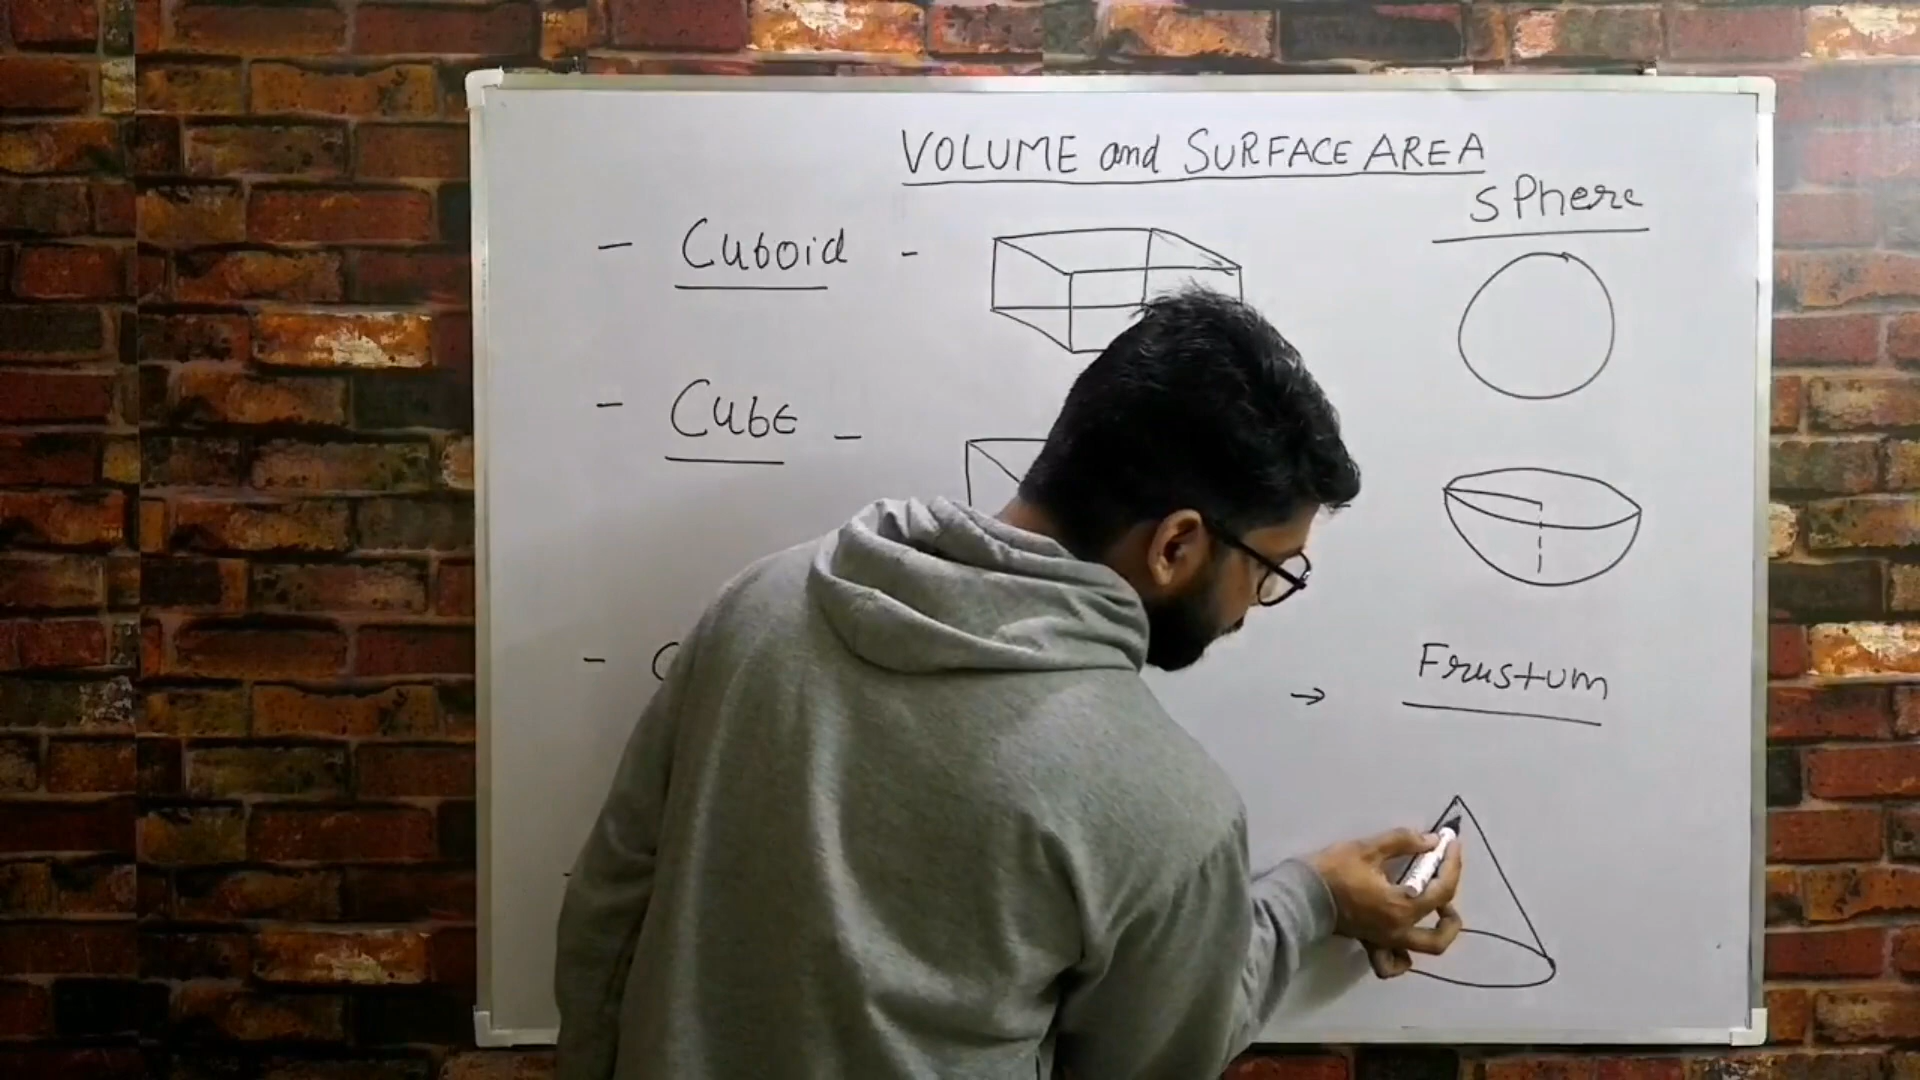 VOLUME and SURFACE AREA
- Cuboid -
- Cube -
- C
sphere
→ Frustum